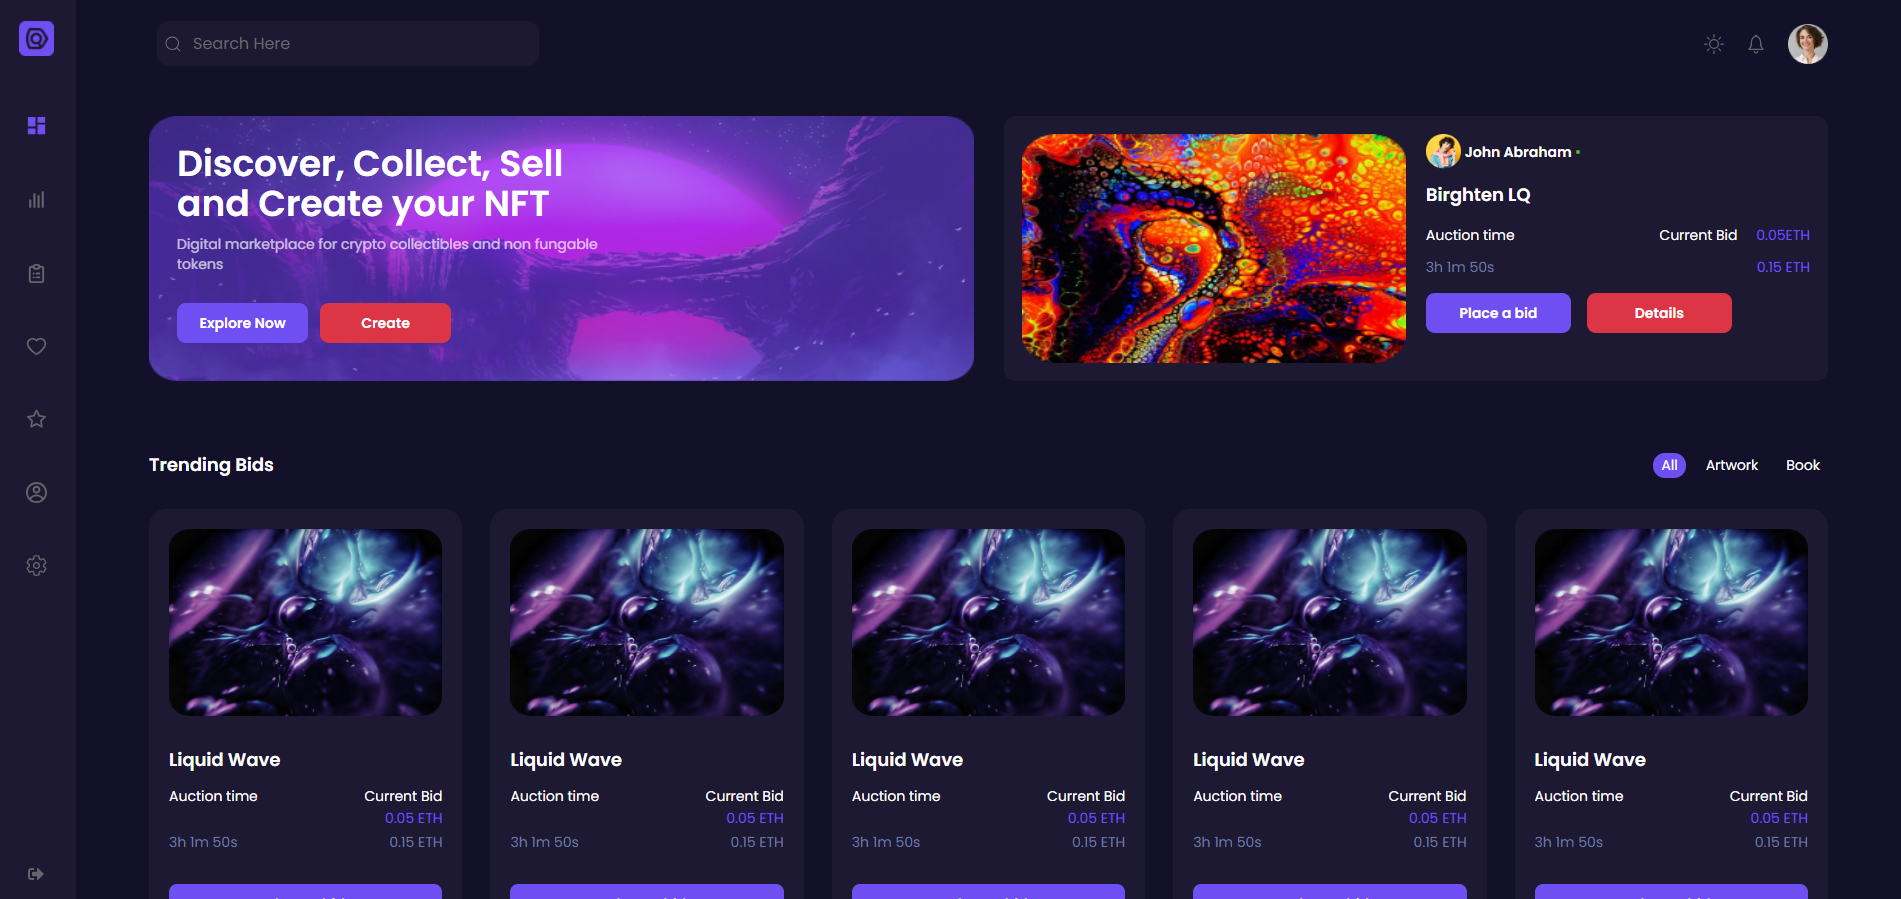 Search Here
Discover, Collect, Sell
and Create your NFT
Digital marketplace for crypto collectibles and non fungable
tokens
Explore Now
Create
John Abraham
Birghten LQ
Auction time Current Bid 0.05ETH
3h 1m 50s 0.15 ETH
Place a bid
Details
Trending Bids
All
Artwork
Book
Liquid Wave
Auction time Current Bid
0.05 ETH
3h 1m 50s 0.15 ETH
Liquid Wave
Auction time Current Bid
0.05 ETH
3h 1m 50s 0.15 ETH
Liquid Wave
Auction time Current Bid
0.05 ETH
3h 1m 50s 0.15 ETH
Liquid Wave
Auction time Current Bid
0.05 ETH
3h 1m 50s 0.15 ETH
Liquid Wave
Auction time Current Bid
0.05 ETH
3h 1m 50s 0.15 ETH